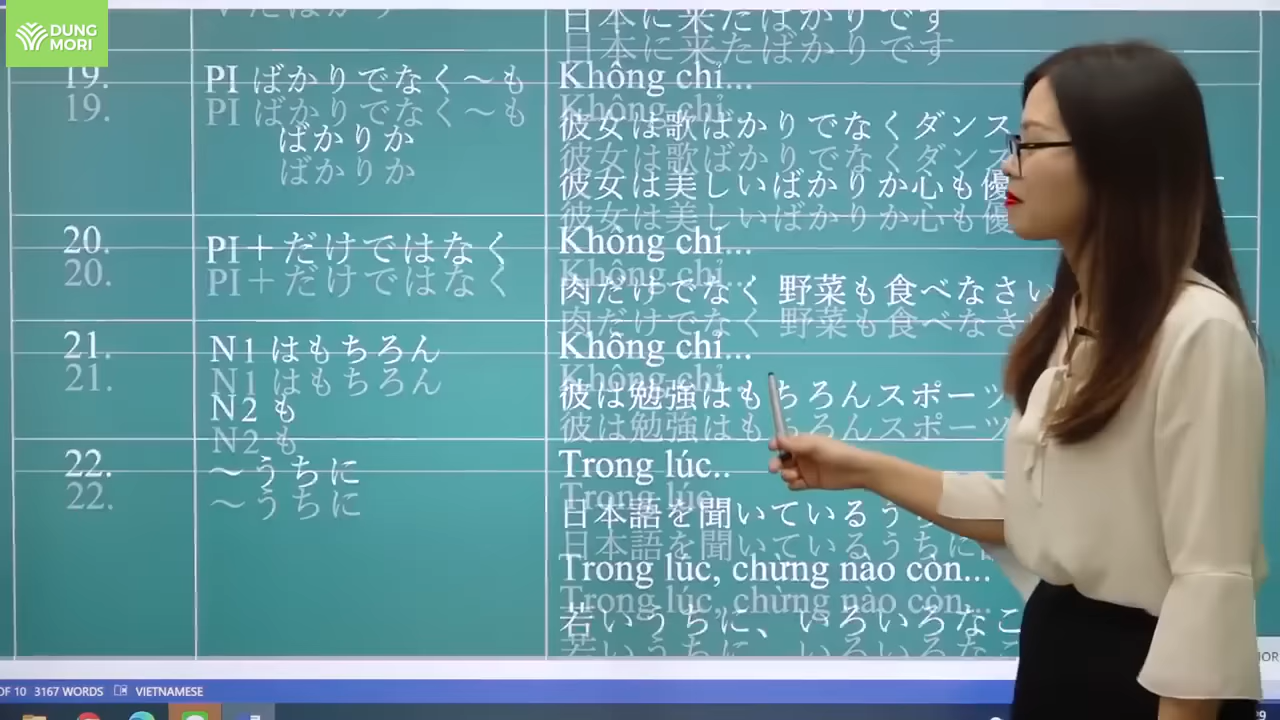 DUNG
MORI
日本に来たばかりです
19.
PI ばかりでなく～も
ばかりか
Không chỉ...
彼女は歌ばかりでなくダンス
彼女は美しいばかりか心も優
20.
PI＋だけではなく
Không chỉ...
肉だけでなく 野菜も食べなさい
21.
N1 はもちろん
N2 も
Không chỉ...
彼は勉強はもちろんスポーツ
22.
～うちに
Trong lúc..
日本語を聞いているうちに
Trong lúc, chừng nào còn...
若いうちに、いろいろなこ
OF 10 3167 WORDS VIETNAMESE